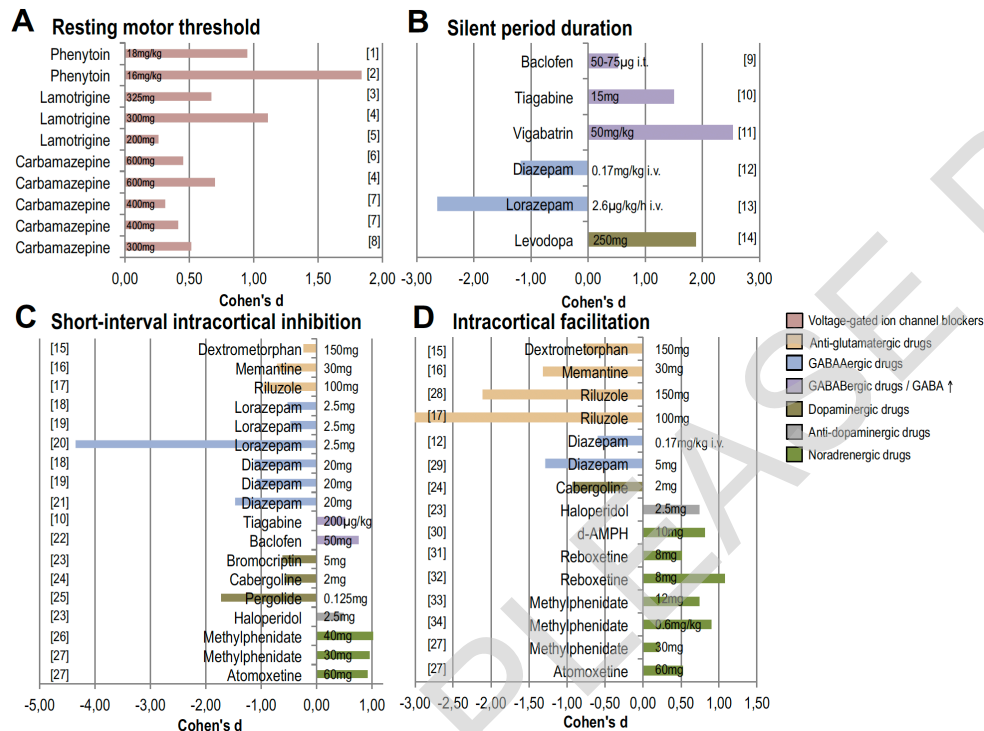 A Resting motor threshold
Phenytoin 18mg/kg [1]
Phenytoin 16mg/kg [2]
Lamotrigine 325mg [3]
Lamotrigine 300mg [4]
Lamotrigine 200mg [5]
Carbamazepine 600mg [6]
Carbamazepine 600mg [4]
Carbamazepine 400mg [7]
Carbamazepine 400mg [7]
Carbamazepine 300mg [8]
0,00 0,50 1,00 1,50 2,00
Cohen's d
B Silent period duration
Baclofen 50-75µg i.t. [9]
Tiagabine 15mg [10]
Vigabatrin 50mg/kg [11]
Diazepam 0.17mg/kg i.v. [12]
Lorazepam 2.6µg/kg/h i.v. [13]
Levodopa 250mg [14]
-3,00 -2,00 -1,00 0,00 1,00 2,00 3,00
Cohen's d
C Short-interval intracortical inhibition
[15] Dextrometorphan 150mg
[16] Memantine 30mg
[17] Riluzole 100mg
[18] Lorazepam 2.5mg
[19] Lorazepam 2.5mg
[20] Lorazepam 2.5mg
[18] Diazepam 20mg
[19] Diazepam 20mg
[21] Diazepam 20mg
[10] Tiagabine 200µg/kg
[22] Baclofen 50mg
[23] Bromocriptin 5mg
[24] Cabergoline 2mg
[25] Pergolide 0.125mg
[23] Haloperidol 2.5mg
[26] Methylphenidate 40mg
[27] Methylphenidate 30mg
[27] Atomoxetine 60mg
-5,00 -4,00 -3,00 -2,00 -1,00 0,00 1,00
Cohen's d
D Intracortical facilitation
[15] Dextrometorphan 150mg
[16] Memantine 30mg
[28] Riluzole 150mg
[17] Riluzole 100mg
[12] Diazepam 0.17mg/kg i.v.
[29] Diazepam 5mg
[24] Cabergoline 2mg
[23] Haloperidol 2.5mg
[30] d-AMPH 10mg
[31] Reboxetine 8mg
[32] Reboxetine 8mg
[33] Methylphenidate 12mg
[34] Methylphenidate 0.6mg/kg
[27] Methylphenidate 30mg
[27] Atomoxetine 60mg
-3,00 -2,50 -2,00 -1,50 -1,00 -0,50 0,00 0,50 1,00 1,50
Cohen's d
Voltage-gated ion channel blockers
Anti-glutamatergic drugs
GABAAergic drugs
GABABergic drugs / GABA ↑
Dopaminergic drugs
Anti-dopaminergic drugs
Noradrenergic drugs
PLEASE